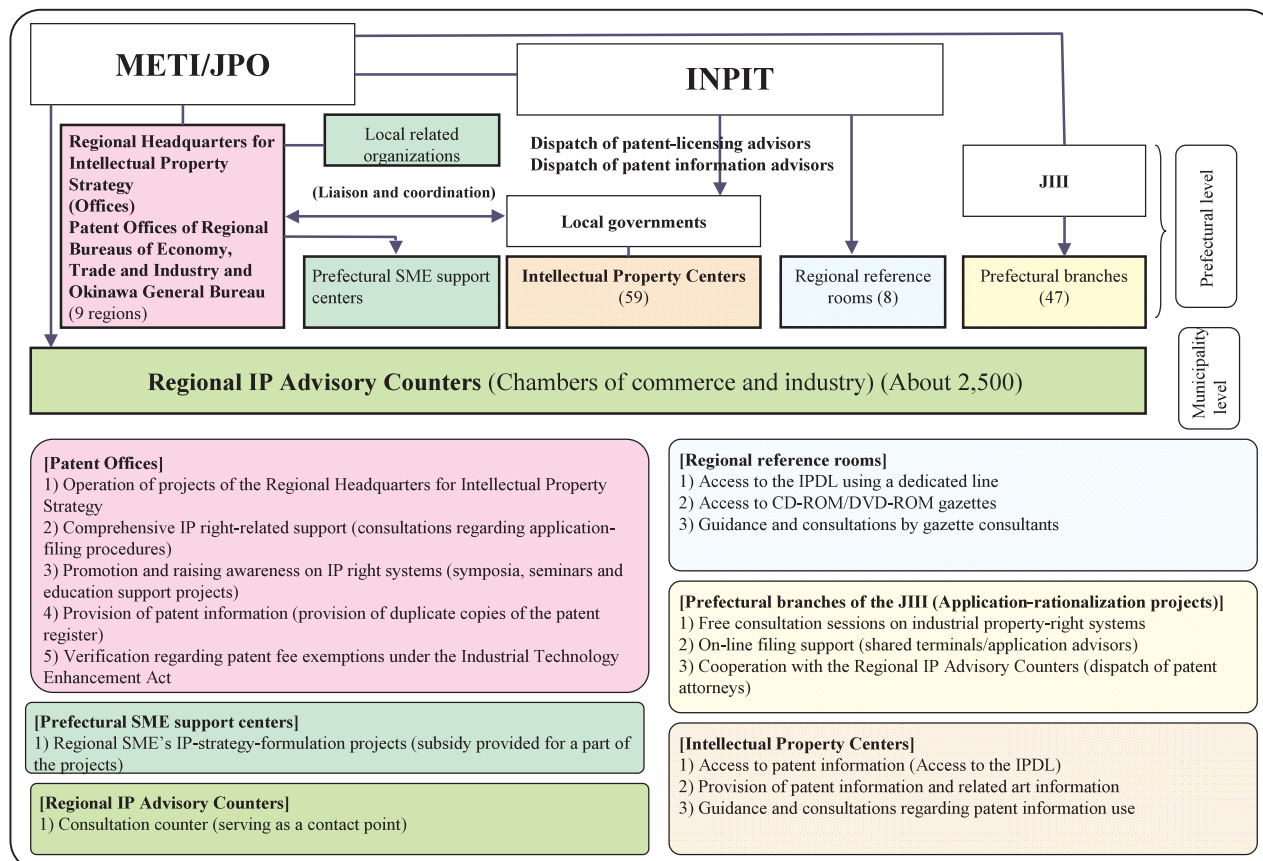 METI/JPO
INPIT
Regional Headquarters for
Intellectual Property
Strategy
(Offices)
Patent Offices of Regional
Bureaus of Economy,
Trade and Industry and
Okinawa General Bureau
(9 regions)
Local related
organizations
Dispatch of patent-licensing advisors
Dispatch of patent information advisors
(Liaison and coordination)
Local governments
JIII
Prefectural level
Prefectural SME support
centers
Intellectual Property Centers
(59)
Regional reference
rooms (8)
Prefectural branches
(47)
Regional IP Advisory Counters (Chambers of commerce and industry) (About 2,500)
Municipality
level
[Patent Offices]
1) Operation of projects of the Regional Headquarters for Intellectual Property
Strategy
2) Comprehensive IP right-related support (consultations regarding application-
filing procedures)
3) Promotion and raising awareness on IP right systems (symposia, seminars and
education support projects)
4) Provision of patent information (provision of duplicate copies of the patent
register)
5) Verification regarding patent fee exemptions under the Industrial Technology
Enhancement Act
[Prefectural SME support centers]
1) Regional SME's IP-strategy-formulation projects (subsidy provided for a part of
the projects)
[Regional IP Advisory Counters]
1) Consultation counter (serving as a contact point)
[Regional reference rooms]
1) Access to the IPDL using a dedicated line
2) Access to CD-ROM/DVD-ROM gazettes
3) Guidance and consultations by gazette consultants
[Prefectural branches of the JIII (Application-rationalization projects)]
1) Free consultation sessions on industrial property-right systems
2) On-line filing support (shared terminals/application advisors)
3) Cooperation with the Regional IP Advisory Counters (dispatch of patent
attorneys)
[Intellectual Property Centers]
1) Access to patent information (Access to the IPDL)
2) Provision of patent information and related art information
3) Guidance and consultations regarding patent information use